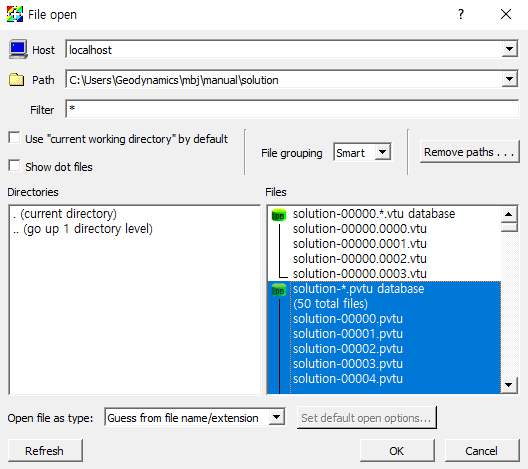 File open
?
Host
localhost
Path
C:\Users\Geodynamics\mbj\manual\solution
Filter
*
Use "current working directory" by default
Show dot files
File grouping
Smart
Remove paths . . .
Directories
. (current directory)
.. (go up 1 directory level)
Files
solution-00000.*.vtu database
solution-00000.0000.vtu
solution-00000.0001.vtu
solution-00000.0002.vtu
solution-00000.0003.vtu
solution-*.pvtu database
(50 total files)
solution-00000.pvtu
solution-00001.pvtu
solution-00002.pvtu
solution-00003.pvtu
solution-00004.pvtu
Open file as type:
Guess from file name/extension
Set default open options...
Refresh
OK
Cancel